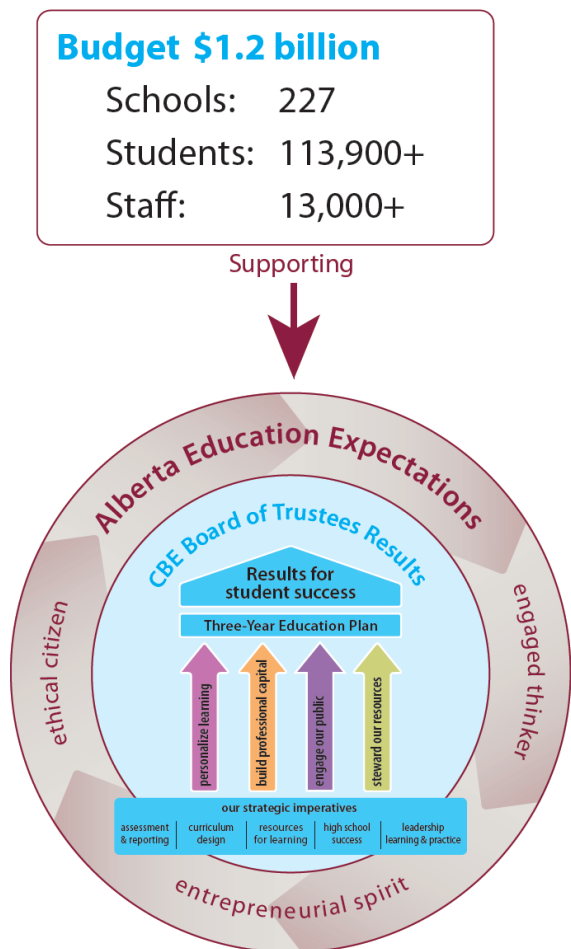 Budget $1.2 billion
Schools: 227
Students: 113,900+
Staff: 13,000+
Supporting
Alberta Education Expectations
CBE Board of Trustees Results
Results for
student success
Three-Year Education Plan
personalize learning
build professional capital
engage our public
steward our resources
our strategic imperatives
assessment
& reporting
curriculum
design
resources
for learning
high school
success
leadership
learning & practice
ethical citizen
engaged thinker
entrepreneurial spirit